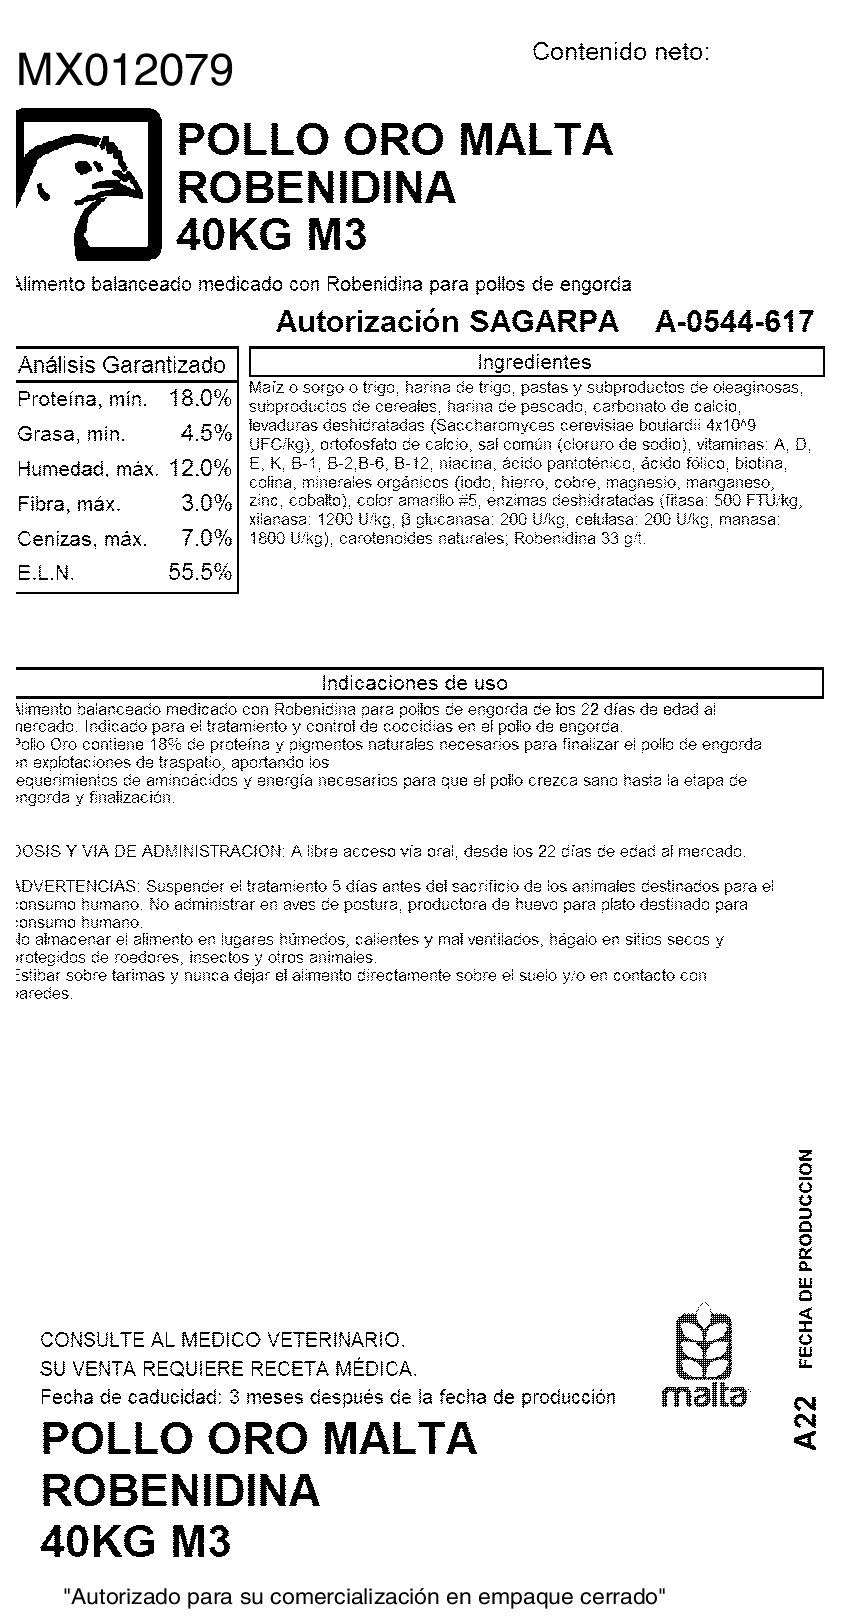 Contenido neto:
MX012079
POLLO ORO MALTA
ROBENIDINA
40KG M3
Alimento balanceado medicado con Robenidina para pollos de engorda
Autorización SAGARPA A-0544-617
Análisis Garantizado
Proteína, mín. 18.0%
Grasa, mín. 4.5%
Humedad, máx. 12.0%
Fibra, máx. 3.0%
Cenizas, máx. 7.0%
E.L.N. 55.5%
Ingredientes
Maíz o sorgo o trigo, harina de trigo, pastas y subproductos de oleaginosas,
subproductos de cereales, harina de pescado, carbonato de calcio,
levaduras deshidratadas (Saccharomyces cerevisiae boulardii 4x10^9
UFC/kg), ortofosfato de calcio, sal común (cloruro de sodio), vitaminas: A, D,
E, K, B-1, B-2,B-6, B-12, niacina, ácido pantoténico, ácido fólico, biotina,
colina, minerales orgánicos (iodo, hierro, cobre, magnesio, manganeso,
zinc, cobalto), color amarillo #5, enzimas deshidratadas (fitasa: 500 FTU/kg,
xilanasa: 1200 U/kg, β glucanasa: 200 U/kg, celulasa: 200 U/kg, manasa:
1800 U/kg), carotenoides naturales; Robenidina 33 g/t.
Indicaciones de uso
Alimento balanceado medicado con Robenidina para pollos de engorda de los 22 días de edad al
mercado. Indicado para el tratamiento y control de coccidias en el pollo de engorda.
Pollo Oro contiene 18% de proteína y pigmentos naturales necesarios para finalizar el pollo de engorda
en explotaciones de traspatio, aportando los
requerimientos de aminoácidos y energía necesarios para que el pollo crezca sano hasta la etapa de
engorda y finalización.
DOSIS Y VIA DE ADMINISTRACION: A libre acceso vía oral, desde los 22 días de edad al mercado.
ADVERTENCIAS: Suspender el tratamiento 5 días antes del sacrificio de los animales destinados para el
consumo humano. No administrar en aves de postura, productora de huevo para plato destinado para
consumo humano.
No almacenar el alimento en lugares húmedos, calientes y mal ventilados, hágalo en sitios secos y
protegidos de roedores, insectos y otros animales.
Estibar sobre tarimas y nunca dejar el alimento directamente sobre el suelo y/o en contacto con
paredes.
A22 FECHA DE PRODUCCION
CONSULTE AL MEDICO VETERINARIO.
SU VENTA REQUIERE RECETA MÉDICA.
Fecha de caducidad: 3 meses después de la fecha de producción
malta
POLLO ORO MALTA
ROBENIDINA
40KG M3
"Autorizado para su comercialización en empaque cerrado"